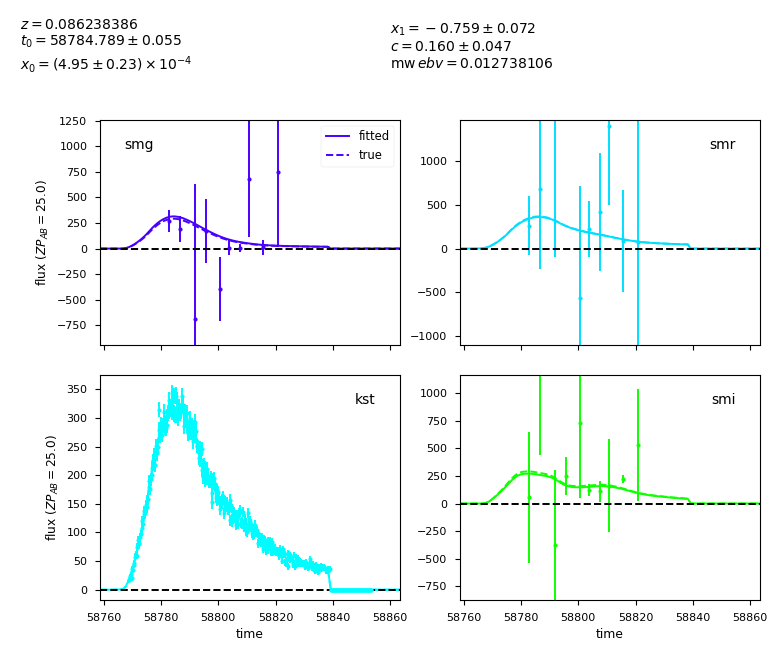 z = 0.086238386
t₀ = 58784.789 ± 0.055
x₀ = (4.95 ± 0.23) × 10⁻⁴
x₁ = −0.759 ± 0.072
c = 0.160 ± 0.047
mwebv = 0.012738106
smg
fitted
true
1250
1000
750
500
250
0
−250
−500
−750
flux (ZP_AB = 25.0)
smr
1000
500
0
−500
−1000
kst
350
300
250
200
150
100
50
0
flux (ZP_AB = 25.0)
58760 58780 58800 58820 58840 58860
time
smi
1000
750
500
250
0
−250
−500
−750
58760 58780 58800 58820 58840 58860
time